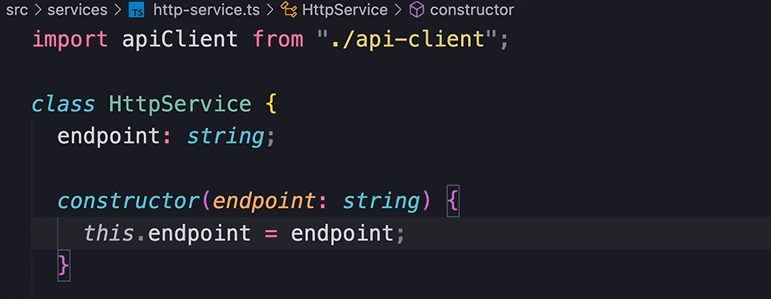 src > services > TS http-service.ts > HttpService > constructor
import apiClient from "./api-client";
class HttpService {
endpoint: string;
constructor(endpoint: string) {
this.endpoint = endpoint;
}